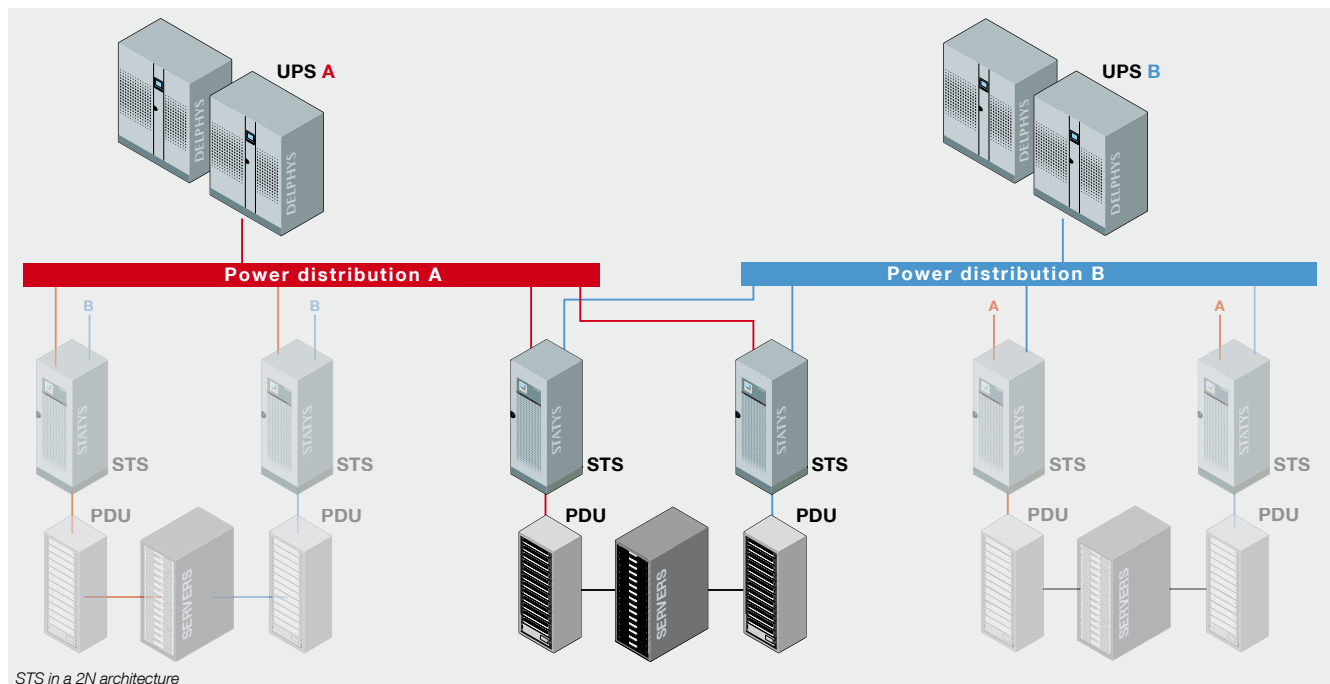 UPS A
UPS B
DELPHYS
DELPHYS
DELPHYS
DELPHYS
Power distribution A
Power distribution B
B
B
A
A
STATYS
STATYS
STATYS
STATYS
STATYS
STATYS
STS
STS
STS
STS
STS
STS
PDU
PDU
PDU
PDU
PDU
PDU
SERVERS
SERVERS
SERVERS
STS in a 2N architecture